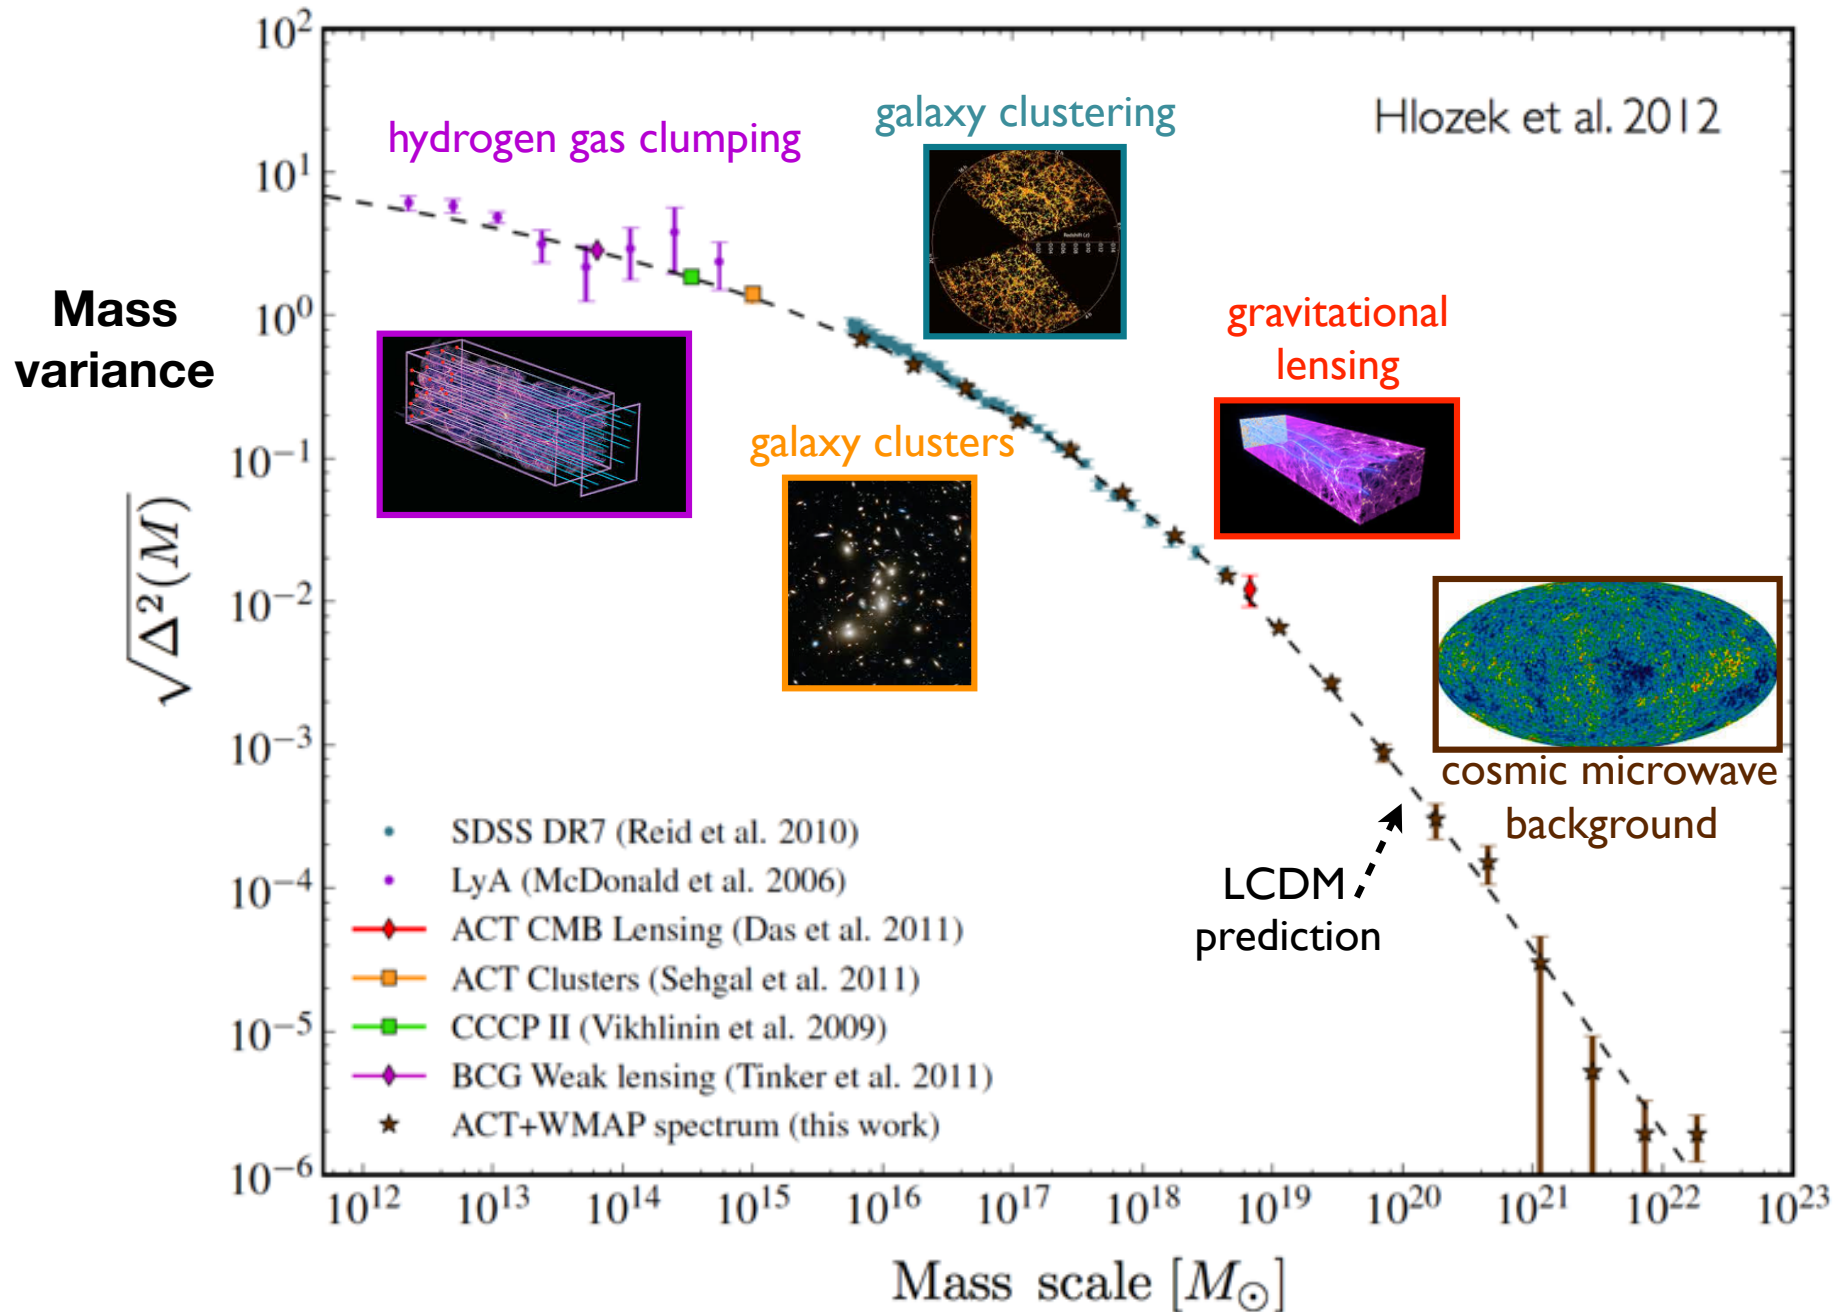 10²
10¹
10⁰
10⁻¹
10⁻²
10⁻³
10⁻⁴
10⁻⁵
10⁻⁶
Mass
variance
√Δ²(M)
hydrogen gas clumping
galaxy clustering
Hlozek et al. 2012
Redshift (z)
gravitational
lensing
galaxy clusters
cosmic microwave
background
LCDM
prediction
SDSS DR7 (Reid et al. 2010)
LyA (McDonald et al. 2006)
ACT CMB Lensing (Das et al. 2011)
ACT Clusters (Sehgal et al. 2011)
CCCP II (Vikhlinin et al. 2009)
BCG Weak lensing (Tinker et al. 2011)
ACT+WMAP spectrum (this work)
10¹² 10¹³ 10¹⁴ 10¹⁵ 10¹⁶ 10¹⁷ 10¹⁸ 10¹⁹ 10²⁰ 10²¹ 10²² 10²³
Mass scale [M☉]